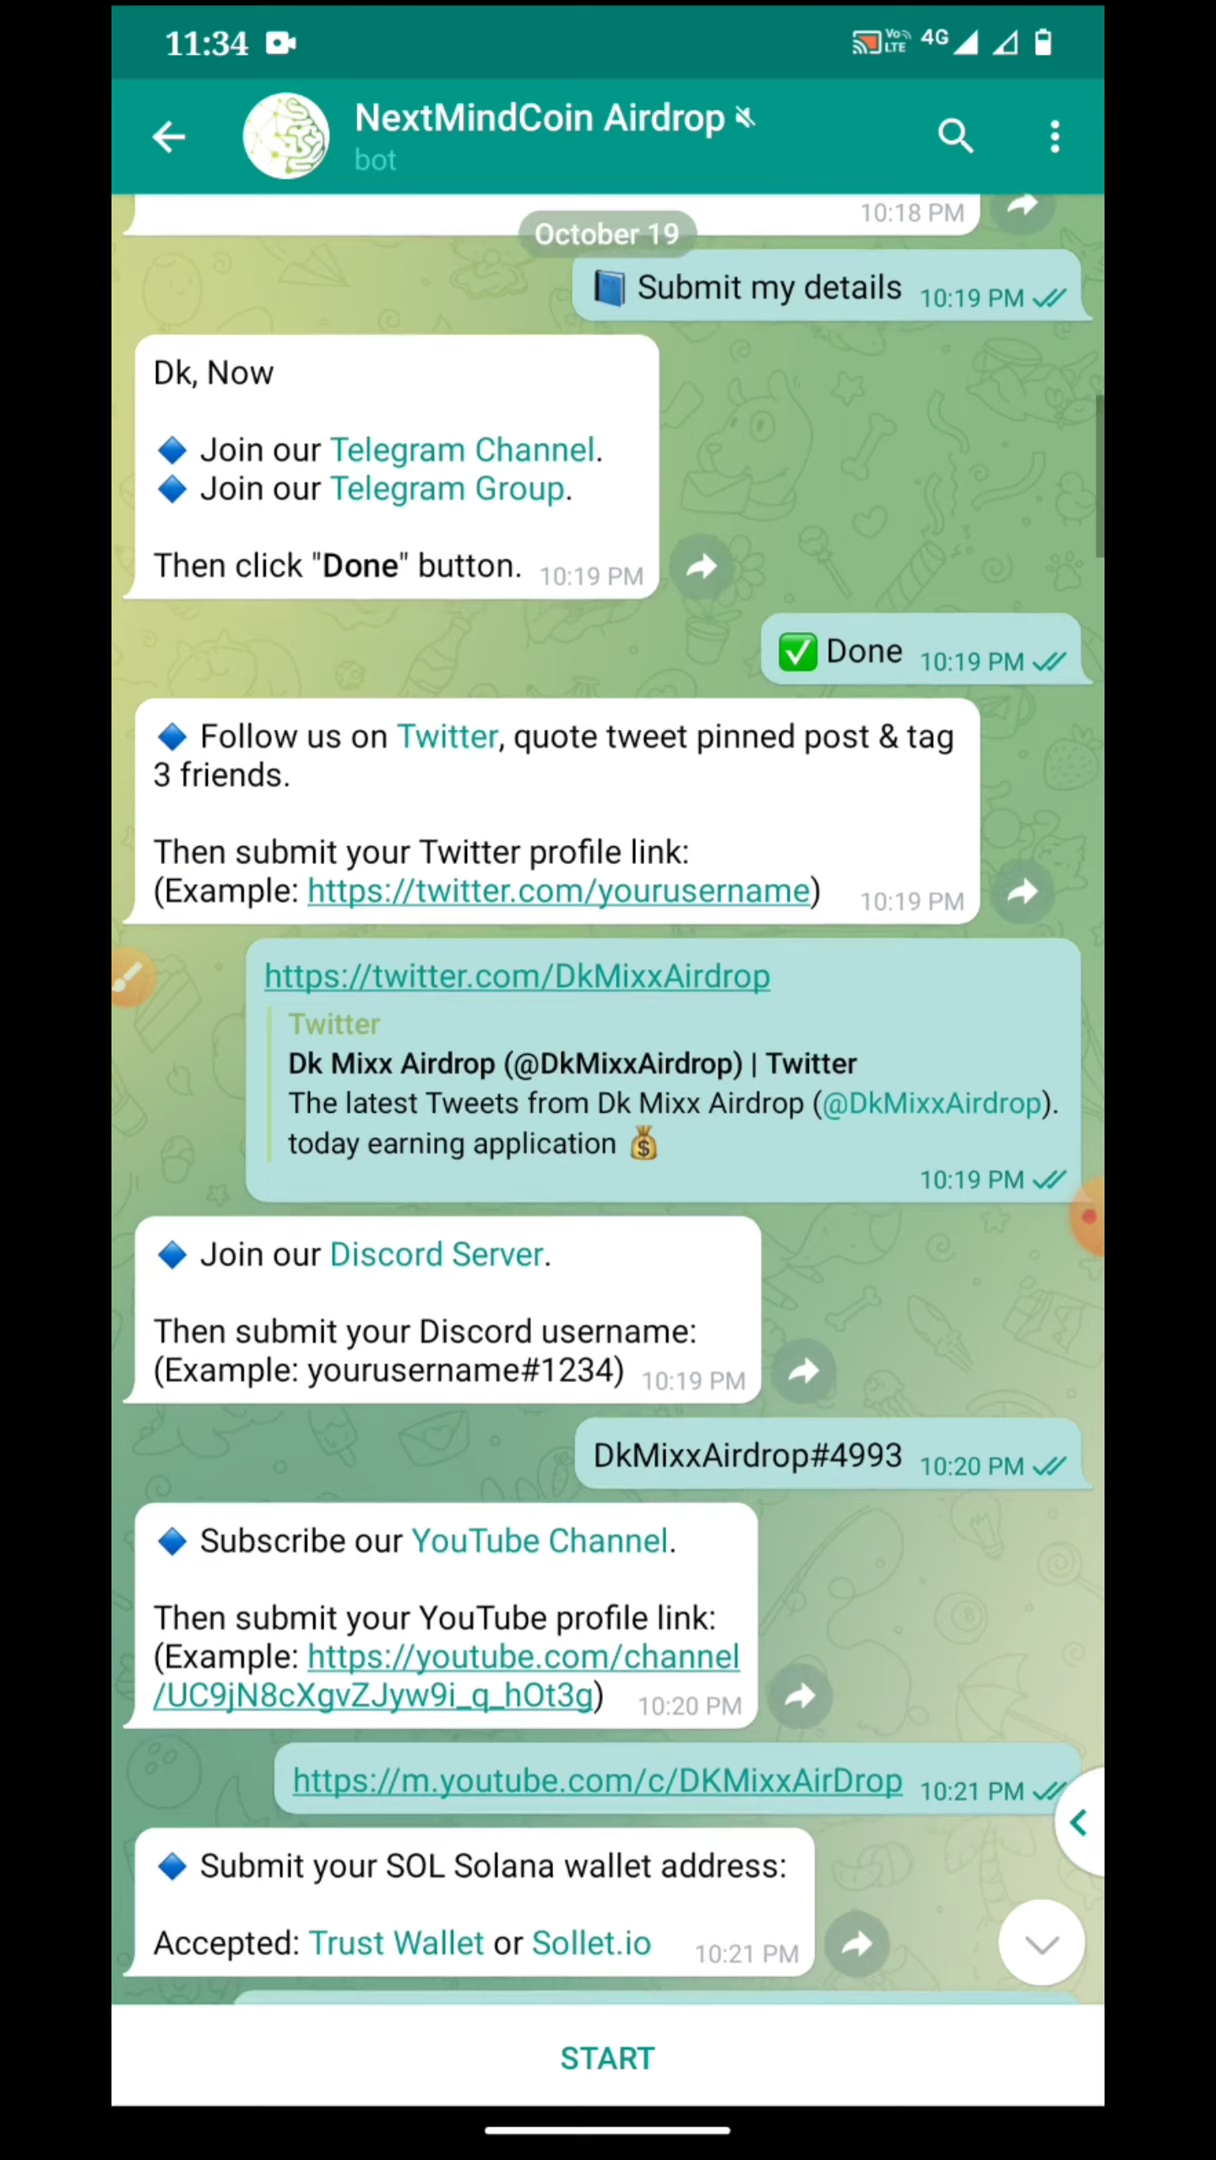 11:34 Vo) LTE 4G
NextMindCoin Airdrop
bot
10:18 PM
October 19
Submit my details 10:19 PM
Dk, Now
Join our Telegram Channel.
Join our Telegram Group.
Then click "Done" button. 10:19 PM
Done 10:19 PM
Follow us on Twitter, quote tweet pinned post & tag
3 friends.
Then submit your Twitter profile link:
(Example: https://twitter.com/yourusername) 10:19 PM
https://twitter.com/DkMixxAirdrop
Twitter
Dk Mixx Airdrop (@DkMixxAirdrop) | Twitter
The latest Tweets from Dk Mixx Airdrop (@DkMixxAirdrop).
today earning application
10:19 PM
Join our Discord Server.
Then submit your Discord username:
(Example: yourusername#1234) 10:19 PM
DkMixxAirdrop#4993 10:20 PM
Subscribe our YouTube Channel.
Then submit your YouTube profile link:
(Example: https://youtube.com/channel
/UC9jN8cXgvZJyw9i_q_hOt3g) 10:20 PM
https://m.youtube.com/c/DKMixxAirDrop 10:21 PM
Submit your SOL Solana wallet address:
Accepted: Trust Wallet or Sollet.io 10:21 PM
START